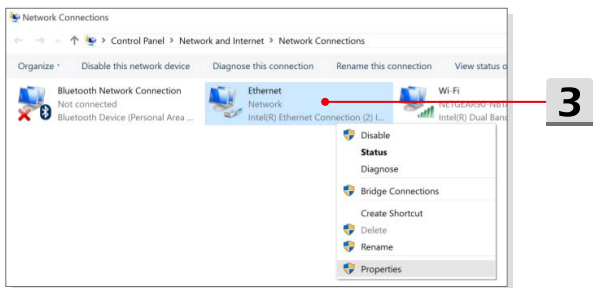 Network Connections
Control Panel > Network and Internet > Network Connections
Organize Disable this network device Diagnose this connection Rename this connection View status o
Bluetooth Network Connection
Not connected
Bluetooth Device (Personal Area ...
Ethernet
Network
Intel(R) Ethernet Connection (2) I...
Wi-Fi
Intel(R) Dual Band
3
Disable
Status
Diagnose
Bridge Connections
Create Shortcut
Delete
Rename
Properties